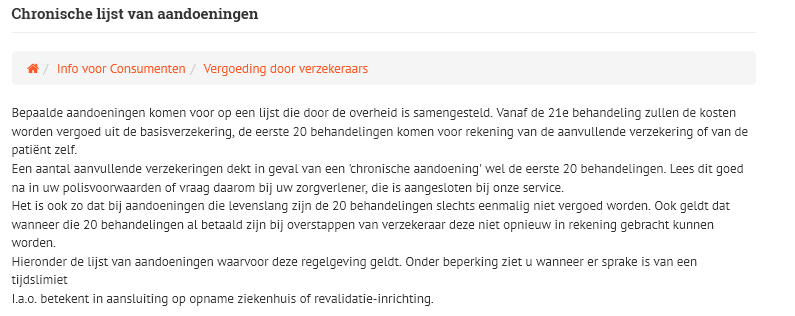 Chronische lijst van aandoeningen
/ Info voor Consumenten / Vergoeding door verzekeraars
Bepaalde aandoeningen komen voor op een lijst die door de overheid is samengesteld. Vanaf de 21e behandeling zullen de kosten
worden vergoed uit de basisverzekering, de eerste 20 behandelingen komen voor rekening van de aanvullende verzekering of van de
patiënt zelf.
Een aantal aanvullende verzekeringen dekt in geval van een 'chronische aandoening' wel de eerste 20 behandelingen. Lees dit goed
na in uw polisvoorwaarden of vraag daarom bij uw zorgverlener, die is aangesloten bij onze service.
Het is ook zo dat bij aandoeningen die levenslang zijn de 20 behandelingen slechts eenmalig niet vergoed worden. Ook geldt dat
wanneer die 20 behandelingen al betaald zijn bij overstappen van verzekeraar deze niet opnieuw in rekening gebracht kunnen
worden.
Hieronder de lijst van aandoeningen waarvoor deze regelgeving geldt. Onder beperking ziet u wanneer er sprake is van een
tijdslimiet
I.a.o. betekent in aansluiting op opname ziekenhuis of revalidatie-inrichting.